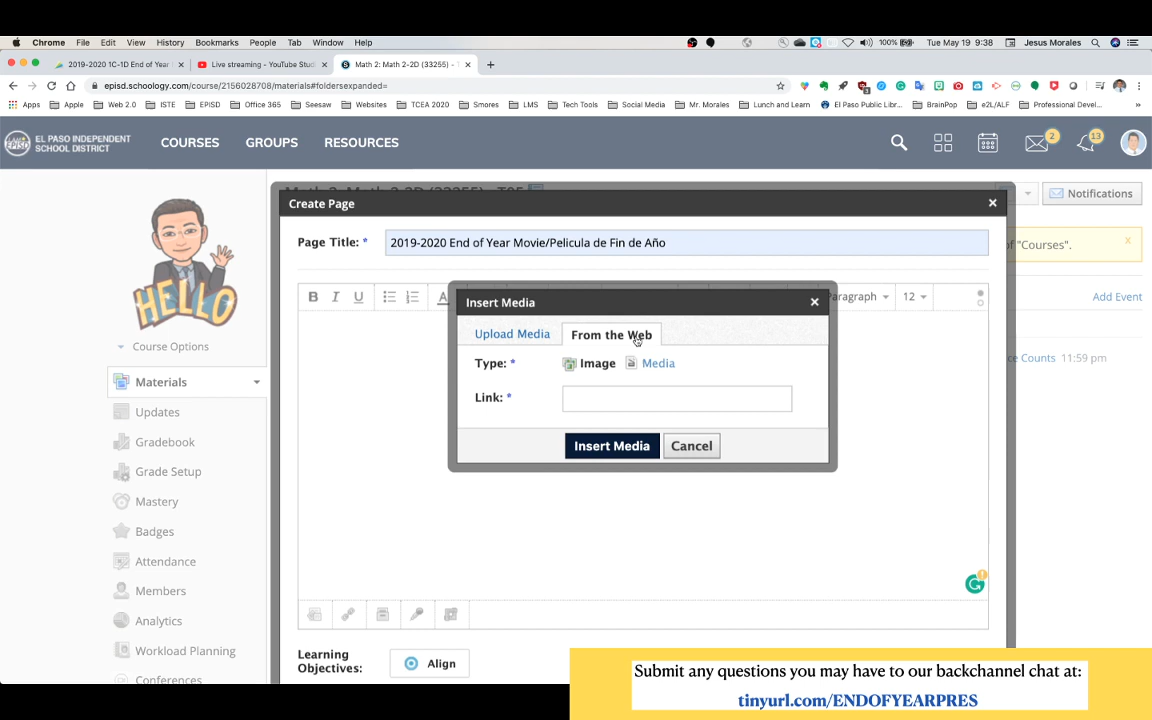 Chrome File Edit View History Bookmarks People Tab Window Help 100% Tue May 19 9:38 Jesus Morales
2019-2020 1C-1D End of Year Live streaming - YouTube Studi Math 2: Math 2-2D (33255) -
episd.schoology.com/course/2156028708/materials#foldersexpanded=
Apps Apple Web 2.0 ISTE EPISD Office 365 Seesaw Websites TCEA 2020 Smores LMS Tech Tools Social Media Mr. Morales Lunch and Learn El Paso Public Libr... BrainPop e2L/ALF Professional Devel...
EL PASO INDEPENDENT
SCHOOL DISTRICT
COURSES GROUPS RESOURCES 2 13
Notifications
Create Page
Page Title: * 2019-2020 End of Year Movie/Pelicula de Fin de Año
of "Courses".
HELLO
B I U A Paragraph 12
Add Event
Insert Media
Upload Media From the Web
Type: * Image Media
Link: *
Insert Media Cancel
ce Counts 11:59 pm
Course Options
Materials
Updates
Gradebook
Grade Setup
Mastery
Badges
Attendance
Members
Analytics
Workload Planning
Conferences
Learning
Objectives:
Align
Submit any questions you may have to our backchannel chat at:
tinyurl.com/ENDOFYEARPRES